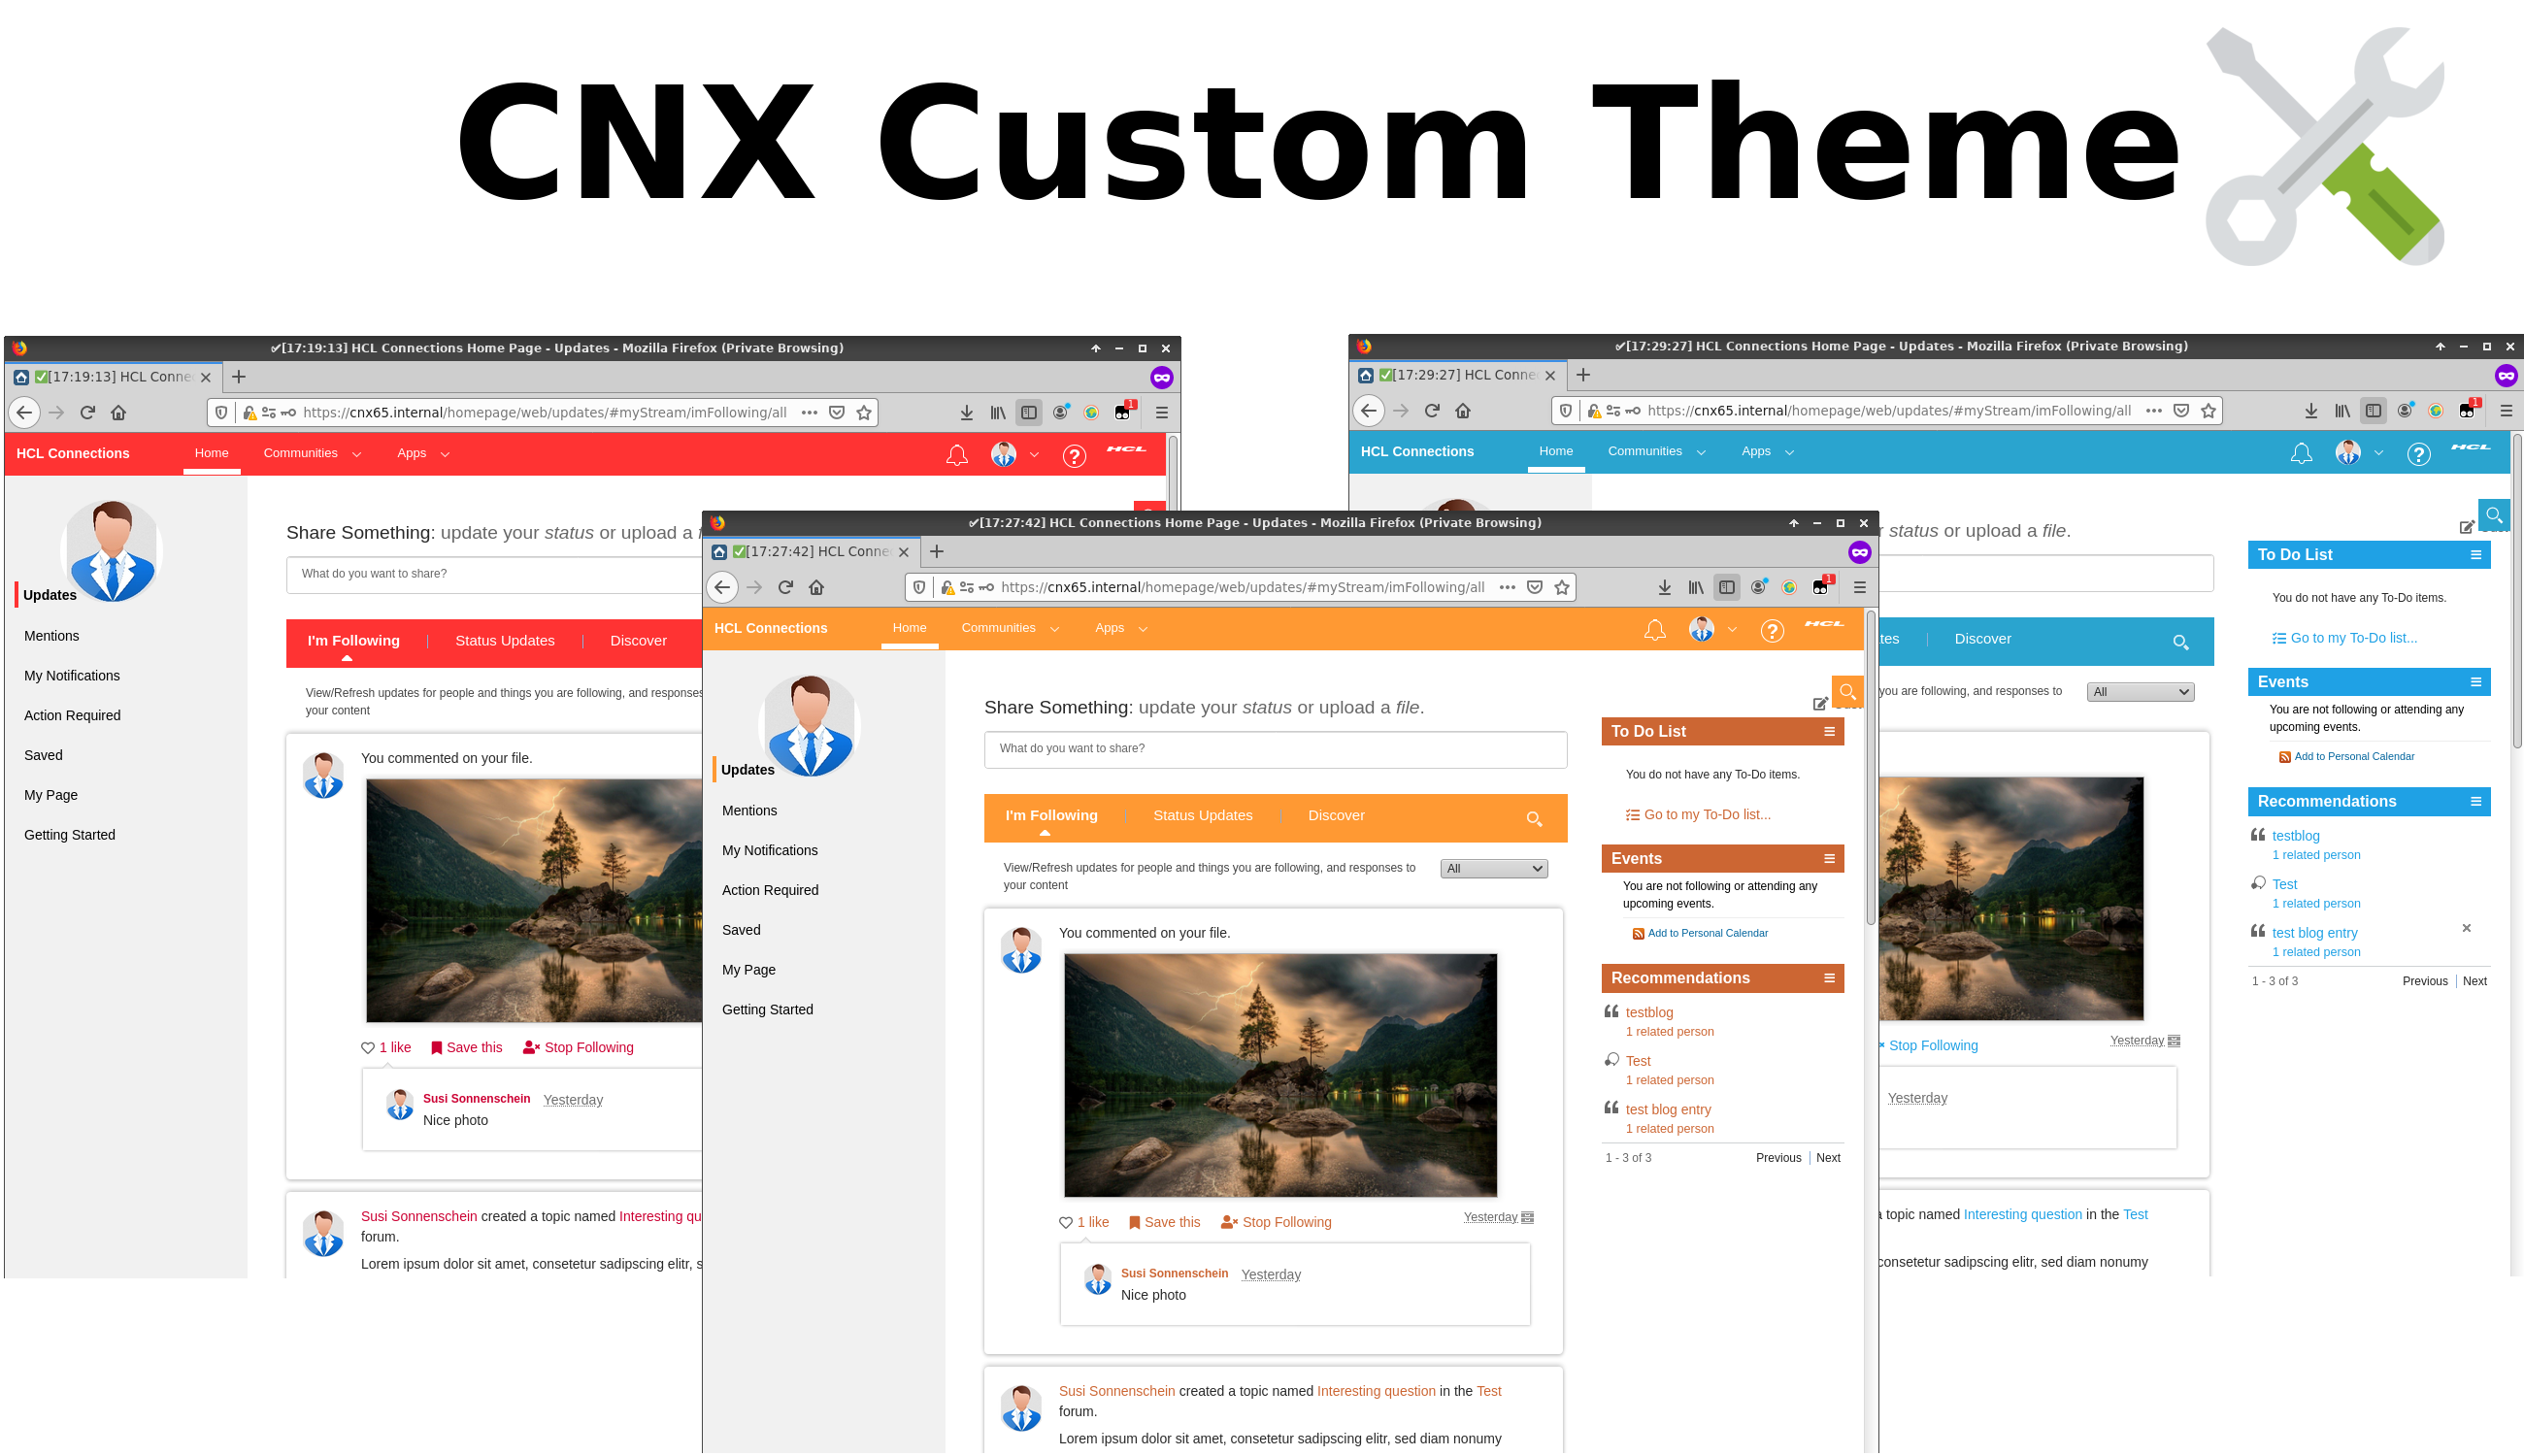 CNX Custom Theme
✔[17:19:13] HCL Connections Home Page - Updates - Mozilla Firefox (Private Browsing)
✅[17:19:13] HCL Conne
https://cnx65.internal/homepage/web/updates/#myStream/imFollowing/all
1
HCL Connections
Home
Communities
Apps
HCL
Share Something: update your status or upload a
What do you want to share?
Updates
Mentions
My Notifications
Action Required
Saved
My Page
Getting Started
I'm Following
Status Updates
Discover
View/Refresh updates for people and things you are following, and responses
your content
You commented on your file.
1 like
Save this
Stop Following
Susi Sonnenschein Yesterday
Nice photo
Susi Sonnenschein created a topic named Interesting qu
forum.
Lorem ipsum dolor sit amet, consetetur sadipscing elitr, s
✔[17:27:42] HCL Connections Home Page - Updates - Mozilla Firefox (Private Browsing)
✅[17:27:42] HCL Conne
https://cnx65.internal/homepage/web/updates/#myStream/imFollowing/all
1
HCL Connections
Home
Communities
Apps
HCL
Share Something: update your status or upload a file.
What do you want to share?
Updates
Mentions
My Notifications
Action Required
Saved
My Page
Getting Started
I'm Following
Status Updates
Discover
View/Refresh updates for people and things you are following, and responses to
your content
All
You commented on your file.
1 like
Save this
Stop Following
Yesterday
Susi Sonnenschein Yesterday
Nice photo
Susi Sonnenschein created a topic named Interesting question in the Test
forum.
Lorem ipsum dolor sit amet, consetetur sadipscing elitr, sed diam nonumy
To Do List
You do not have any To-Do items.
Go to my To-Do list...
Events
You are not following or attending any
upcoming events.
Add to Personal Calendar
Recommendations
testblog
1 related person
Test
1 related person
test blog entry
1 related person
1 - 3 of 3
Previous
Next
✔[17:29:27] HCL Connections Home Page - Updates - Mozilla Firefox (Private Browsing)
✅[17:29:27] HCL Conne
https://cnx65.internal/homepage/web/updates/#myStream/imFollowing/all
1
HCL Connections
Home
Communities
Apps
HCL
r status or upload a file.
tes
Discover
you are following, and responses to
All
Stop Following
Yesterday
Yesterday
a topic named Interesting question in the Test
consetetur sadipscing elitr, sed diam nonumy
To Do List
You do not have any To-Do items.
Go to my To-Do list...
Events
You are not following or attending any
upcoming events.
Add to Personal Calendar
Recommendations
testblog
1 related person
Test
1 related person
test blog entry
1 related person
1 - 3 of 3
Previous
Next